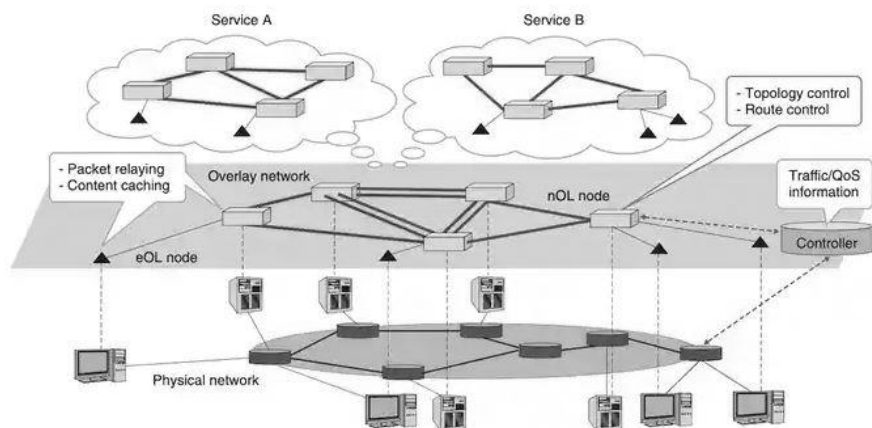 Service A
Service B
- Topology control
- Route control
- Packet relaying
- Content caching
Overlay network
nOL node
Traffic/QoS
information
Controller
eOL node
Physical network